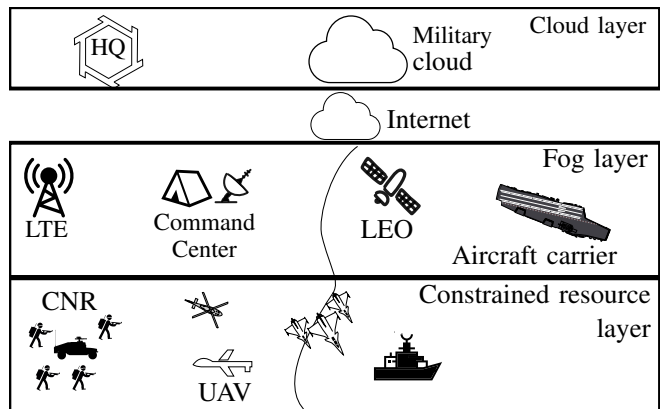 HQ
Military
cloud
Cloud layer
Internet
Fog layer
LTE
Command
Center
LEO
Aircraft carrier
CNR
UAV
Constrained resource
layer